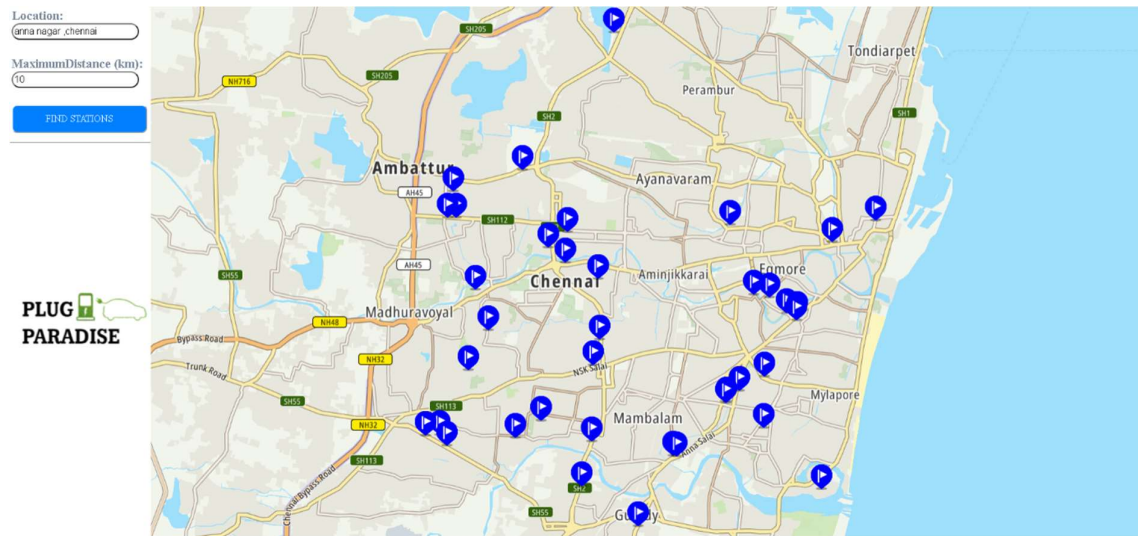 Location:
anna nagar ,chennai
MaximumDistance (km):
10
FIND STATIONS
PLUG
PARADISE
SH205
Tondiarpet
SH205
NH716
Perambur
SH2
SH1
Ambattur
Ayanavaram
AH45
SH112
AH45
SH55
Chennai
Aminjikkarai
Egmore
Madhuravoyal
NH48
Bypass Road
NH32
Trunk Road
NSK Salai
SH55
SH113
Mylapore
NH32
Mambalam
Anna Salai
SH113
Chennai Bypass Road
SH2
SH55
Guindy